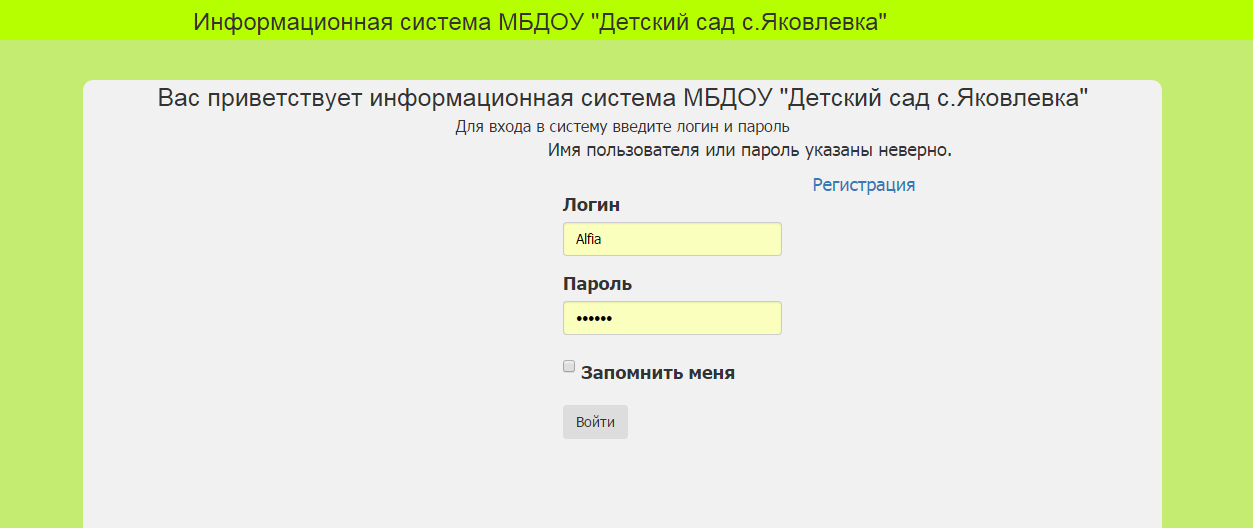 Информационная система МБДОУ "Детский сад с.Яковлевка"
Вас приветствует информационная система МБДОУ "Детский сад с.Яковлевка"
Для входа в систему введите логин и пароль
Имя пользователя или пароль указаны неверно.
Регистрация
Логин
Alfia
Пароль
••••••
Запомнить меня
Войти